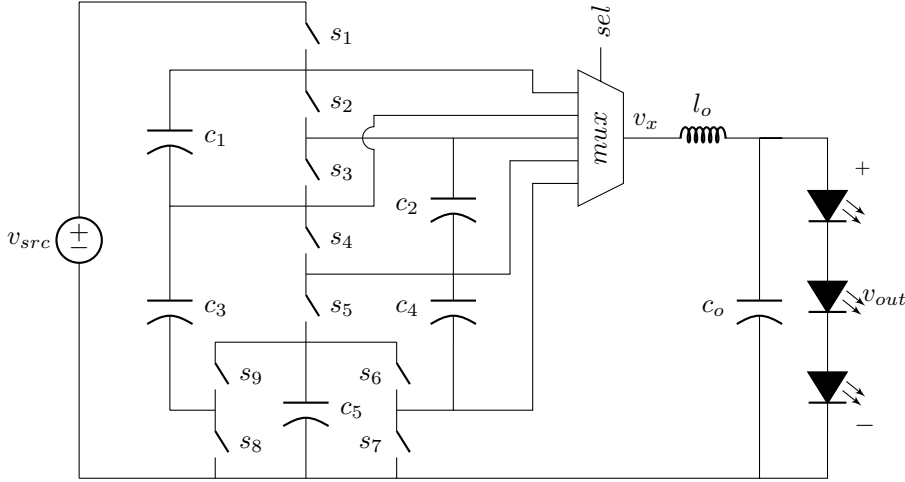 s1
sel
s2
c1
mux
vx
lo
s3
c2
+
vsrc
s4
c3
s5
c4
co
vout
s9
s6
c5
s8
s7
−